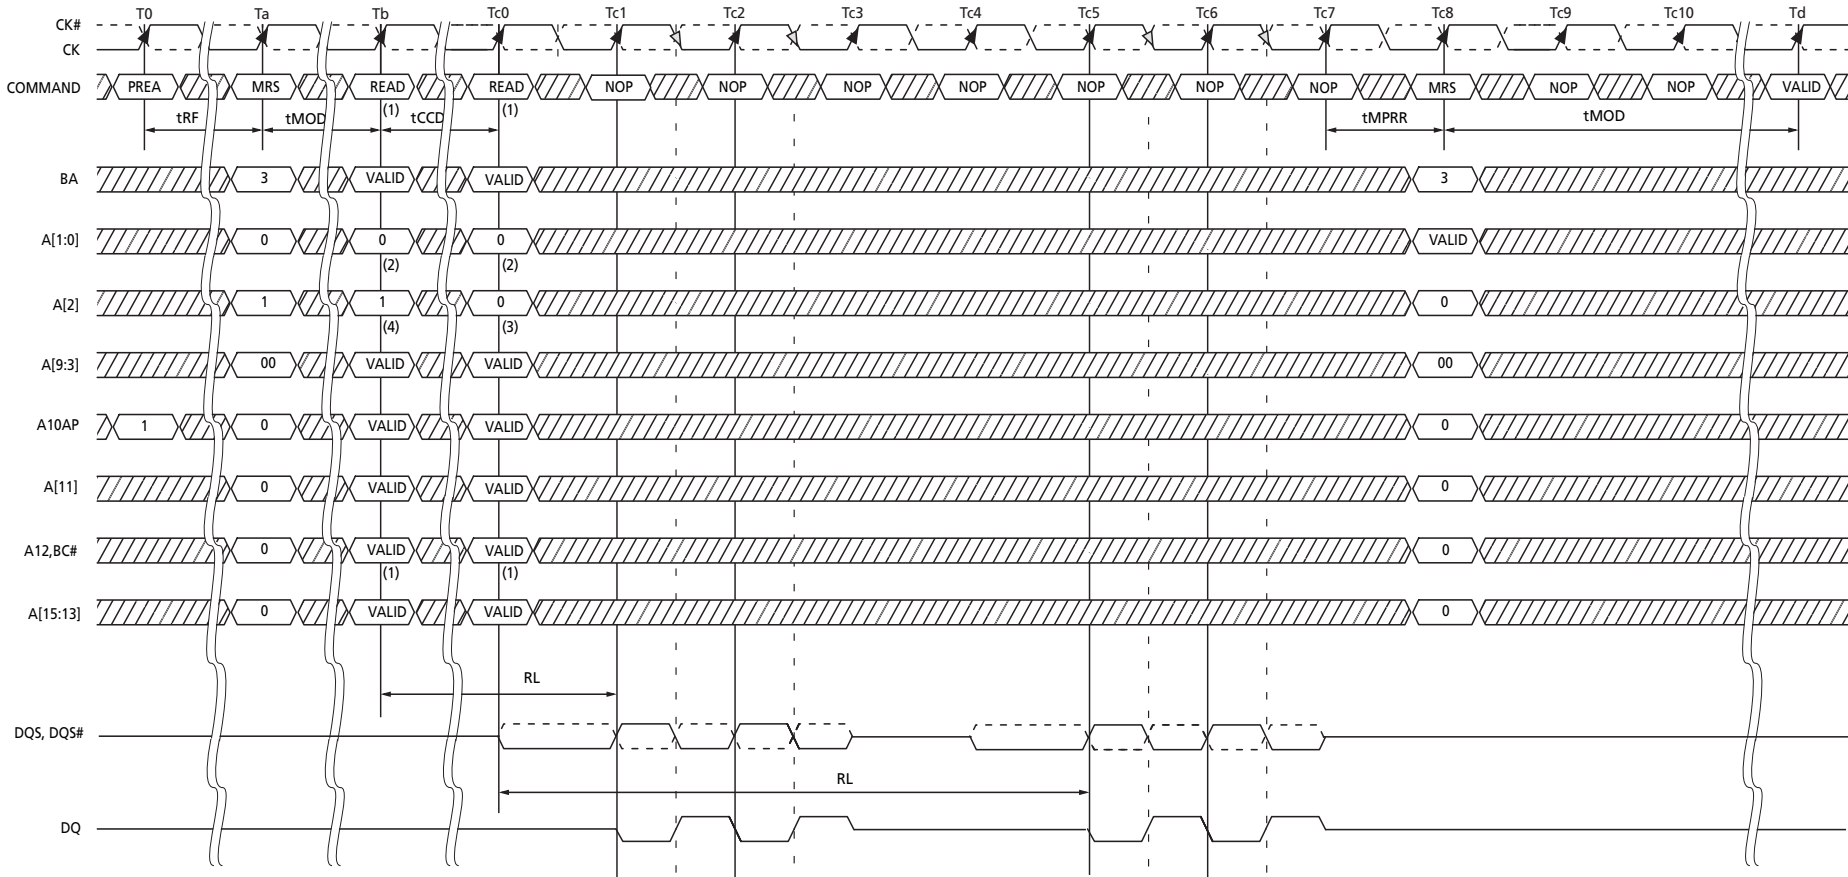 T0 Ta Tb Tc0 Tc1 Tc2 Tc3 Tc4 Tc5 Tc6 Tc7 Tc8 Tc9 Tc10 Td
CK#
CK
COMMAND PREA MRS READ READ NOP NOP NOP NOP NOP NOP NOP MRS NOP NOP VALID
(1) (1)
tRF tMOD tCCD tMPRR tMOD
BA 3 VALID VALID 3
A[1:0] 0 0 0 VALID
(2) (2)
A[2] 1 1 0 0
(4) (3)
A[9:3] 00 VALID VALID 00
A10AP 1 0 VALID VALID 0
A[11] 0 VALID VALID 0
A12,BC# 0 VALID VALID 0
(1) (1)
A[15:13] 0 VALID VALID 0
RL
DQS, DQS#
RL
DQ